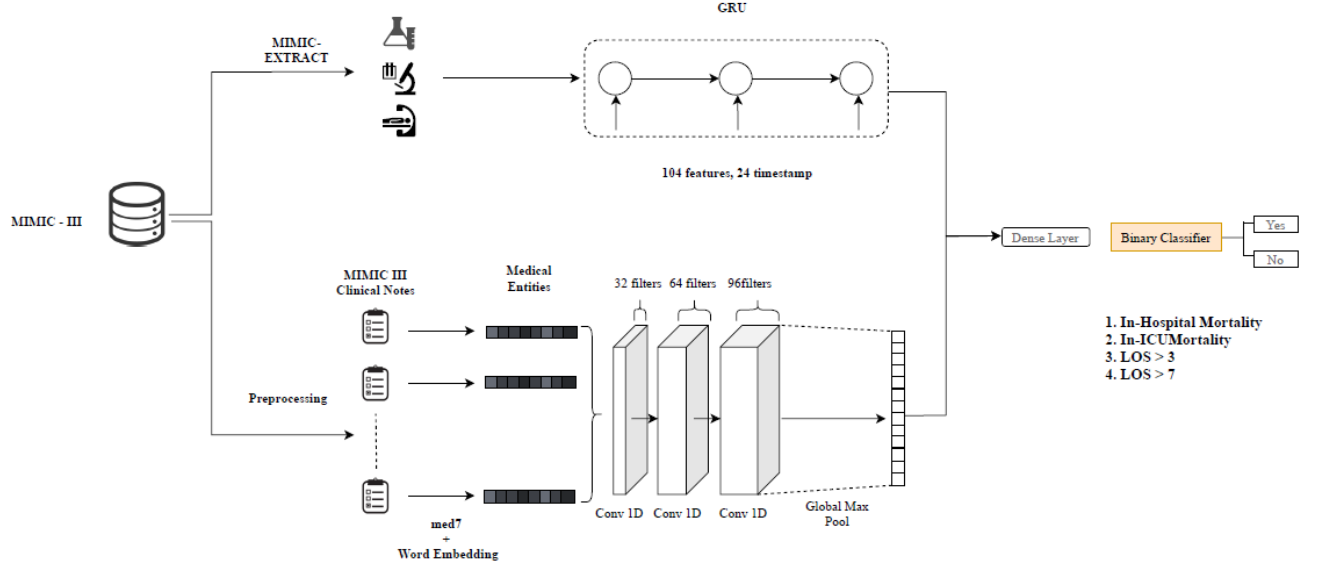 GRU
MIMIC-
EXTRACT
104 features, 24 timestamp
MIMIC - III
Dense Layer
Binary Classifier
Yes
No
MIMIC III
Clinical Notes
Medical
Entities
32 filters
64 filters
96filters
1. In-Hospital Mortality
2. In-ICUMortality
3. LOS > 3
4. LOS > 7
Preprocessing
Conv 1D
Conv 1D
Conv 1D
Global Max
Pool
med7
+
Word Embedding